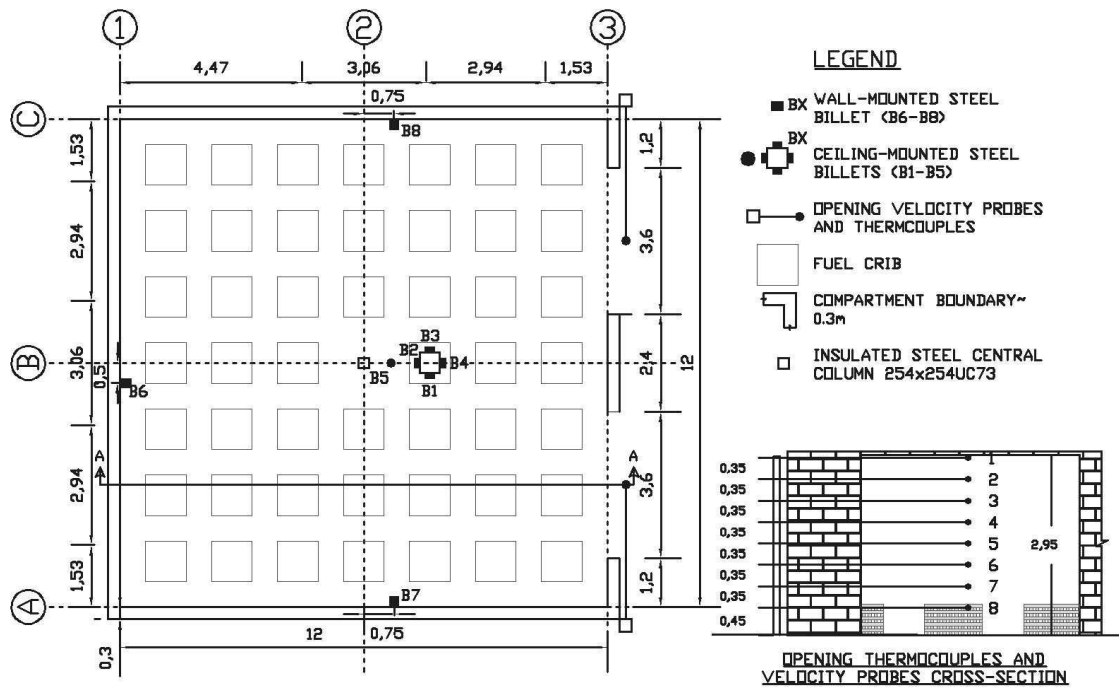 1
2
3
4,47
3,06
2,94
1,53
0,75
C
B8
1,53
1,2
2,94
3,6
B3
B2
B4
B
B5
B1
3,06
0,5
B6
2,4
12
A
A
2,94
3,6
1,53
1,2
B7
A
12
0,75
0,3
LEGEND
BX
WALL-MOUNTED STEEL
BILLET (B6-B8)
BX
CEILING-MOUNTED STEEL
BILLETS (B1-B5)
OPENING VELOCITY PROBES
AND THERMCOUPLES
FUEL CRIB
COMPARTMENT BOUNDARY~
0.3m
INSULATED STEEL CENTRAL
COLUMN 254x254UC73
1
0,35
2
0,35
3
0,35
4
0,35
5
2,95
0,35
6
0,35
7
0,35
8
0,45
OPENING THERMOCOUPLES AND
VELOCITY PROBES CROSS-SECTION